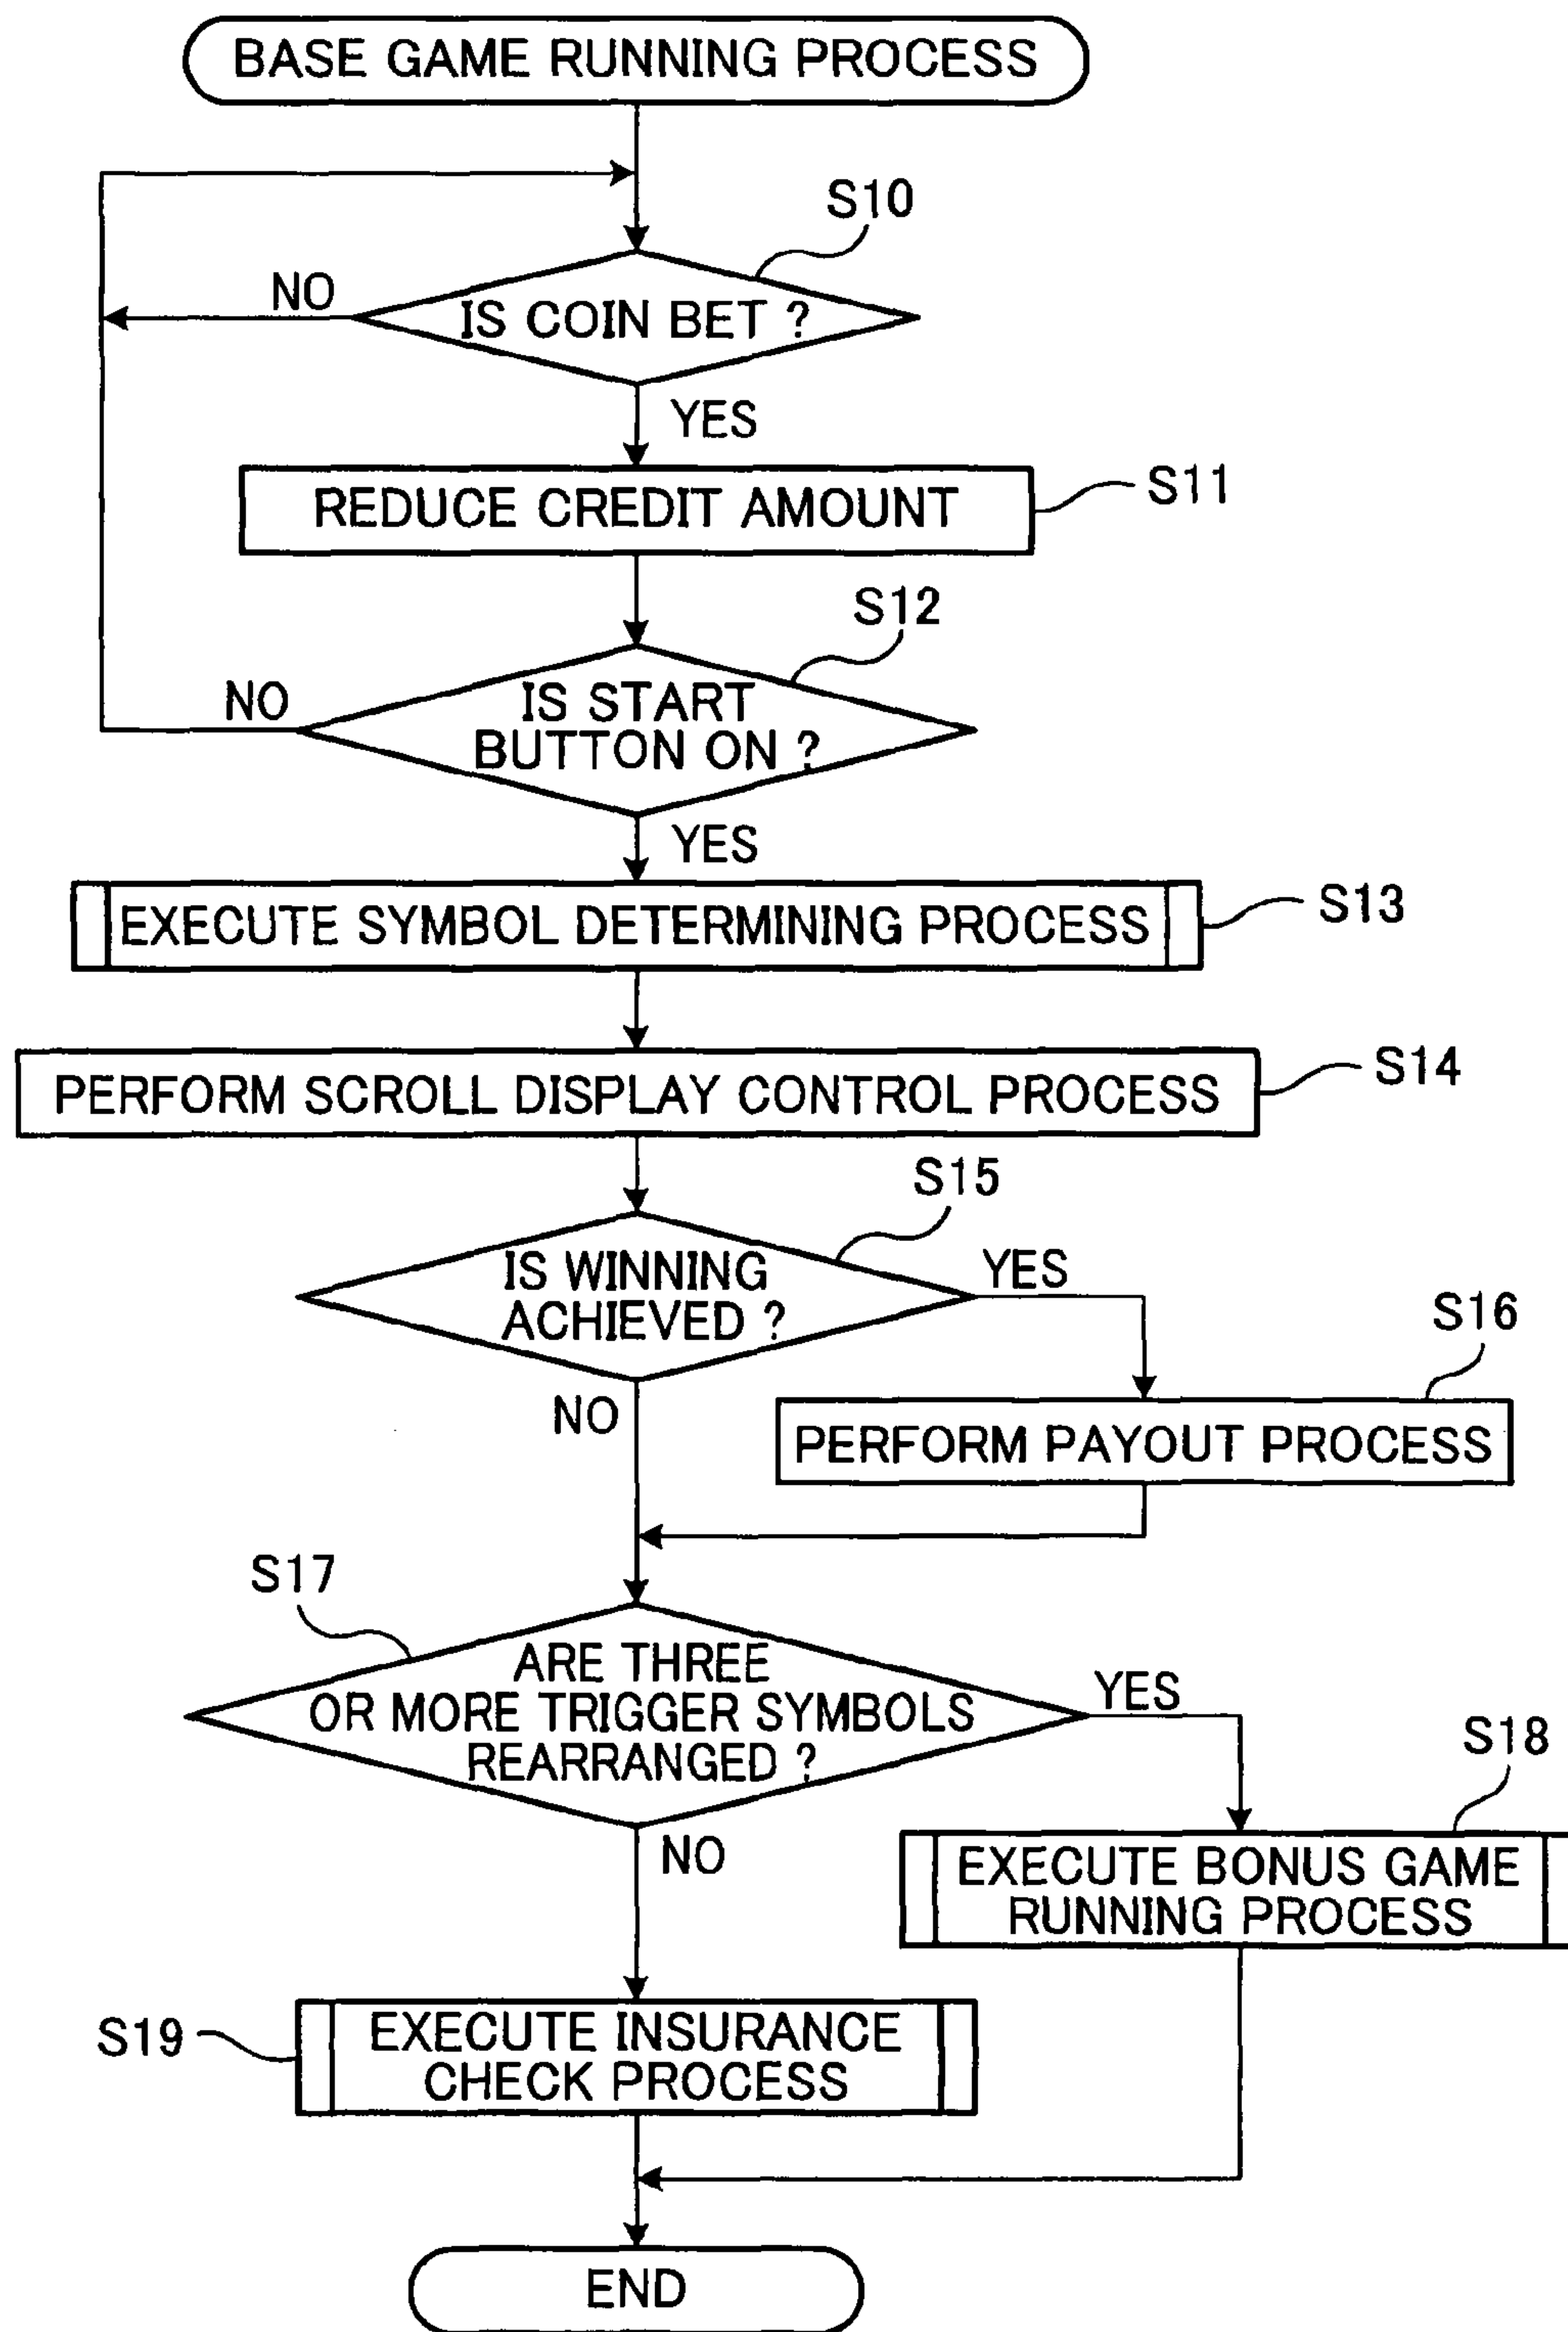 BASE GAME RUNNING PROCESS
S10
NO
IS COIN BET ?
YES
REDUCE CREDIT AMOUNT
S11
S12
NO
IS START
BUTTON ON ?
YES
EXECUTE SYMBOL DETERMINING PROCESS
S13
PERFORM SCROLL DISPLAY CONTROL PROCESS
S14
S15
IS WINNING
ACHIEVED ?
YES
S16
NO
PERFORM PAYOUT PROCESS
S17
ARE THREE
OR MORE TRIGGER SYMBOLS
REARRANGED ?
YES
S18
NO
EXECUTE BONUS GAME
RUNNING PROCESS
S19
EXECUTE INSURANCE
CHECK PROCESS
END